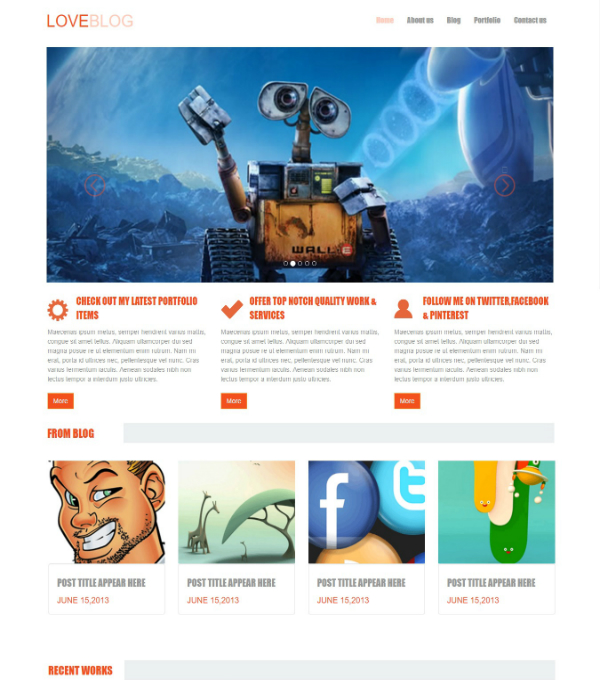 LOVEBLOG
Home About us Blog Portfolio Contact us
WALL
CHECK OUT MY LATEST PORTFOLIO
ITEMS
Maecenas ipsum metus, semper hendrerit varius mattis,
congue sit amet tellus. Aliquam ullamcorper dui sed
magna posuere ut elementum enim rutrum. Nam mi
erat, porta id ultrices nec, pellentesque vel nunc. Cras
varius fermentum iaculis. Aenean sodales nibh non
lectus tempor a interdum justo ultricies.
More
OFFER TOP NOTCH QUALITY WORK &
SERVICES
Maecenas ipsum metus, semper hendrerit varius mattis,
congue sit amet tellus. Aliquam ullamcorper dui sed
magna posuere ut elementum enim rutrum. Nam mi
erat, porta id ultrices nec, pellentesque vel nunc. Cras
varius fermentum iaculis. Aenean sodales nibh non
lectus tempor a interdum justo ultricies.
More
FOLLOW ME ON TWITTER,FACEBOOK
& PINTEREST
Maecenas ipsum metus, semper hendrerit varius mattis,
congue sit amet tellus. Aliquam ullamcorper dui sed
magna posuere ut elementum enim rutrum. Nam mi
erat, porta id ultrices nec, pellentesque vel nunc. Cras
varius fermentum iaculis. Aenean sodales nibh non
lectus tempor a interdum justo ultricies.
More
FROM BLOG
POST TITLE APPEAR HERE
JUNE 15,2013
POST TITLE APPEAR HERE
JUNE 15,2013
f t
POST TITLE APPEAR HERE
JUNE 15,2013
POST TITLE APPEAR HERE
JUNE 15,2013
RECENT WORKS